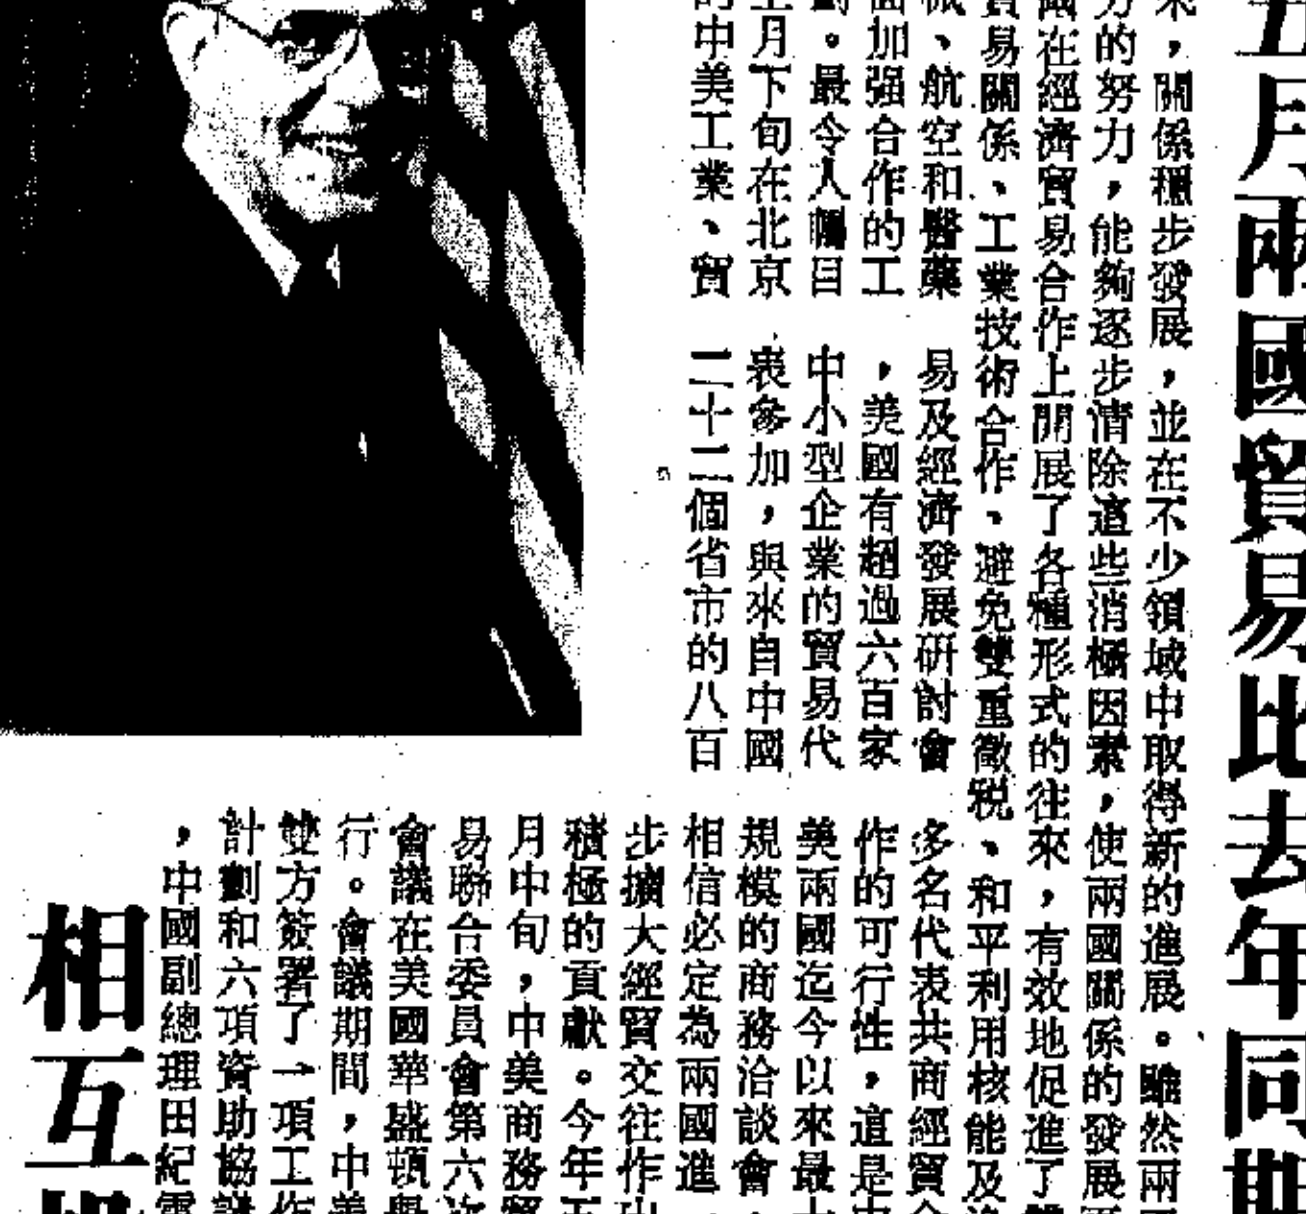 五月兩國貿易比去年同期
,關係穩步發展,並在不少領域中取得新的進展。雖然兩
的努力,能夠逐步清除這些消極因素,使兩國關係的發展
在經濟貿易合作上開展了各種形式的往來,有效地促進了
易關係、工業技術合作、避免雙重徵稅、和平利用核能及
、航空和醫藥
加强合作的工
。最令人矚目
月下旬在北京
中美工業、貿
易及經濟發展研討會
,美國有超過六百家
中小型企業的貿易代
表參加,與來自中國
二十二個省市的八百
多名代表共商經貿合
作的可行性,這是中
美兩國迄今以來最大
規模的商務洽談會,
相信必定為兩國進
步擴大經貿交往作出
積極的貢獻。今年五
月中旬,中美商務貿
易聯合委員會第六次
會議在美國華盛頓舉
行。會議期間,中美
雙方簽署了一項工作
計劃和六項資助協議
,中國副總理田紀雲
相互